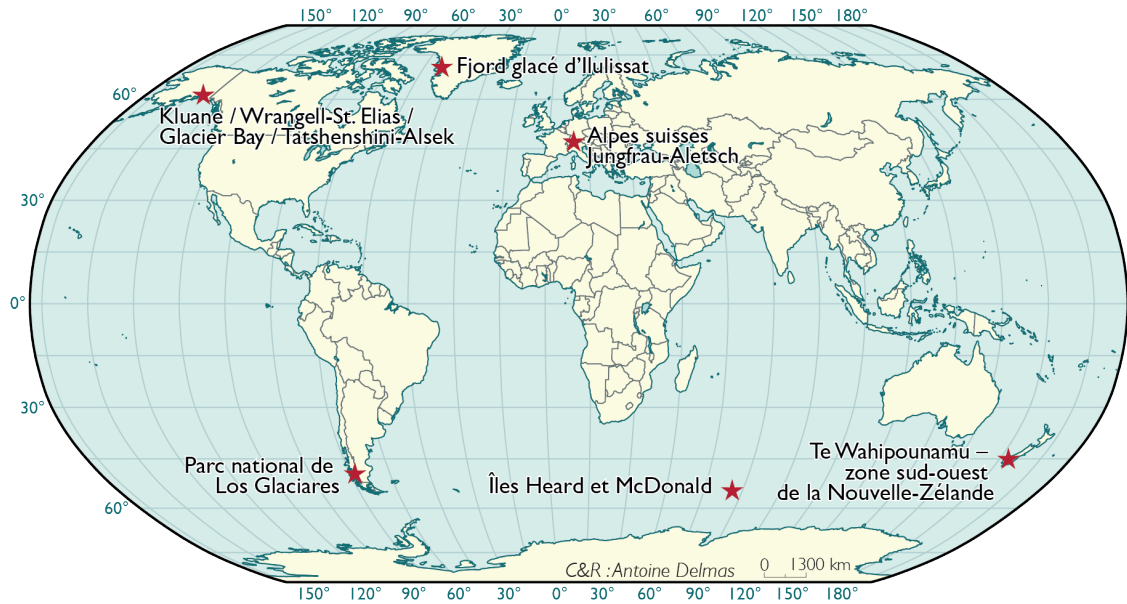 150° 120° 90° 60° 30° 0° 30° 60° 90° 120° 150° 180°
Fjord glacé d'Ilulissat
60°
Kluane / Wrangell-St. Elias /
Glacier Bay / Tatshenshini-Alsek
Alpes suisses
Jungfrau-Aletsch
30°
0°
30°
Parc national de
Los Glaciares
Îles Heard et McDonald
Te Wahipounamu –
zone sud-ouest
de la Nouvelle-Zélande
60°
C&R : Antoine Delmas
0 1300 km
150° 120° 90° 60° 30° 0° 30° 60° 90° 120° 150° 180°